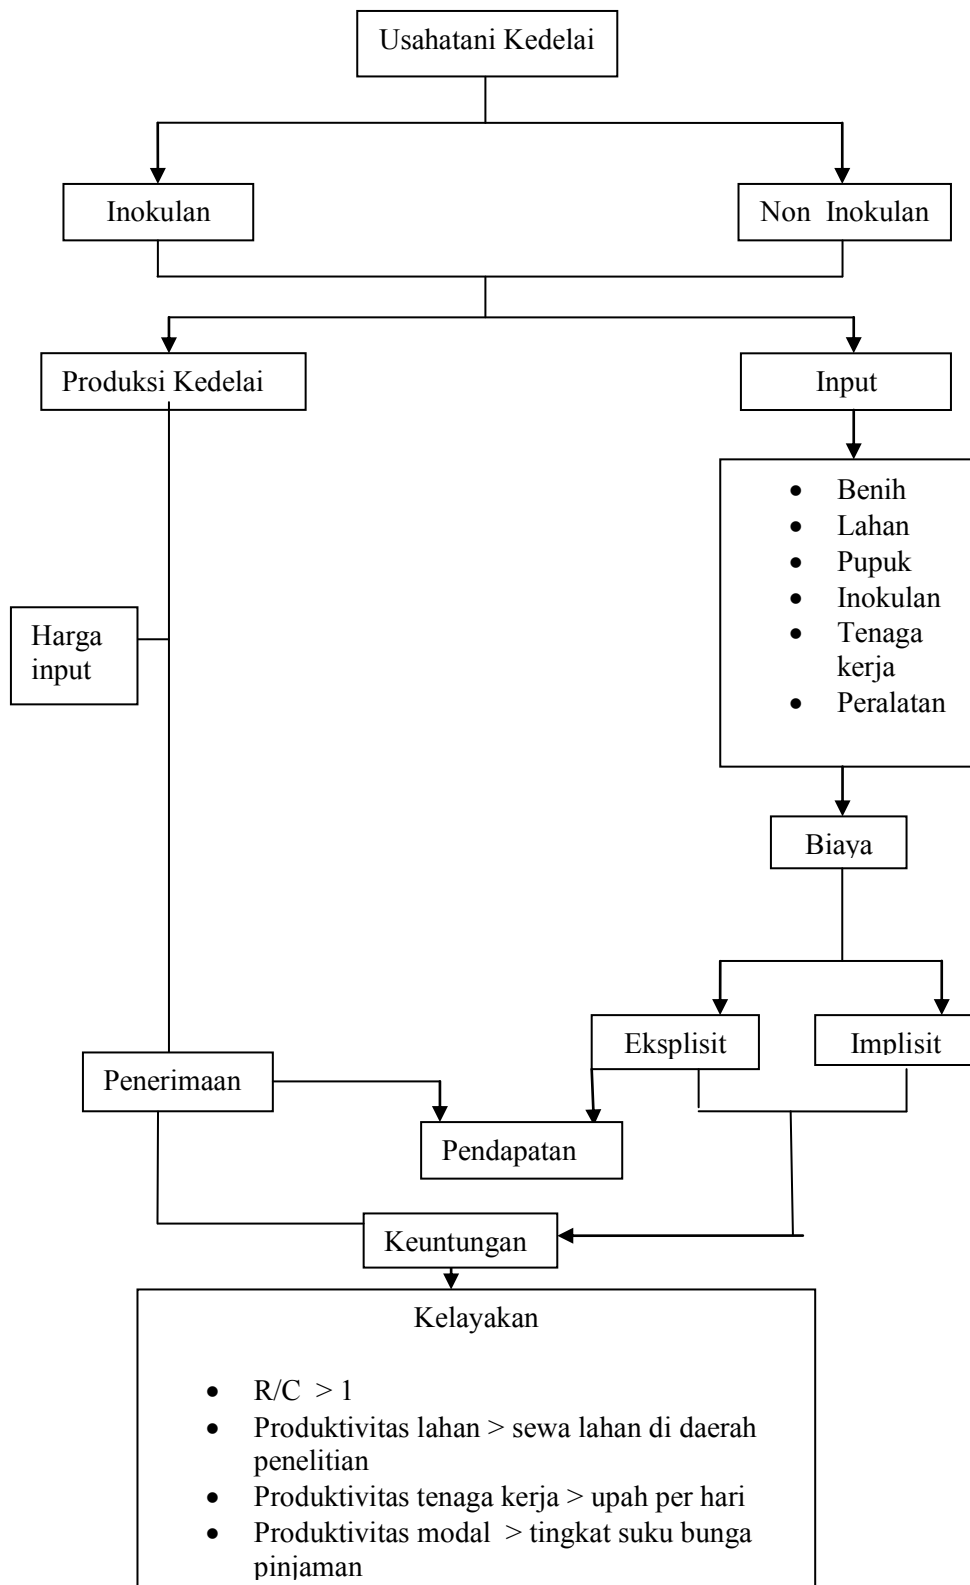 Usahatani Kedelai
Inokulan
Non Inokulan
Produksi Kedelai
Input
• Benih
• Lahan
• Pupuk
• Inokulan
• Tenaga
kerja
• Peralatan
Harga
input
Biaya
Eksplisit
Implisit
Penerimaan
Pendapatan
Keuntungan
Kelayakan
• R/C > 1
• Produktivitas lahan > sewa lahan di daerah
penelitian
• Produktivitas tenaga kerja > upah per hari
• Produktivitas modal > tingkat suku bunga
pinjaman